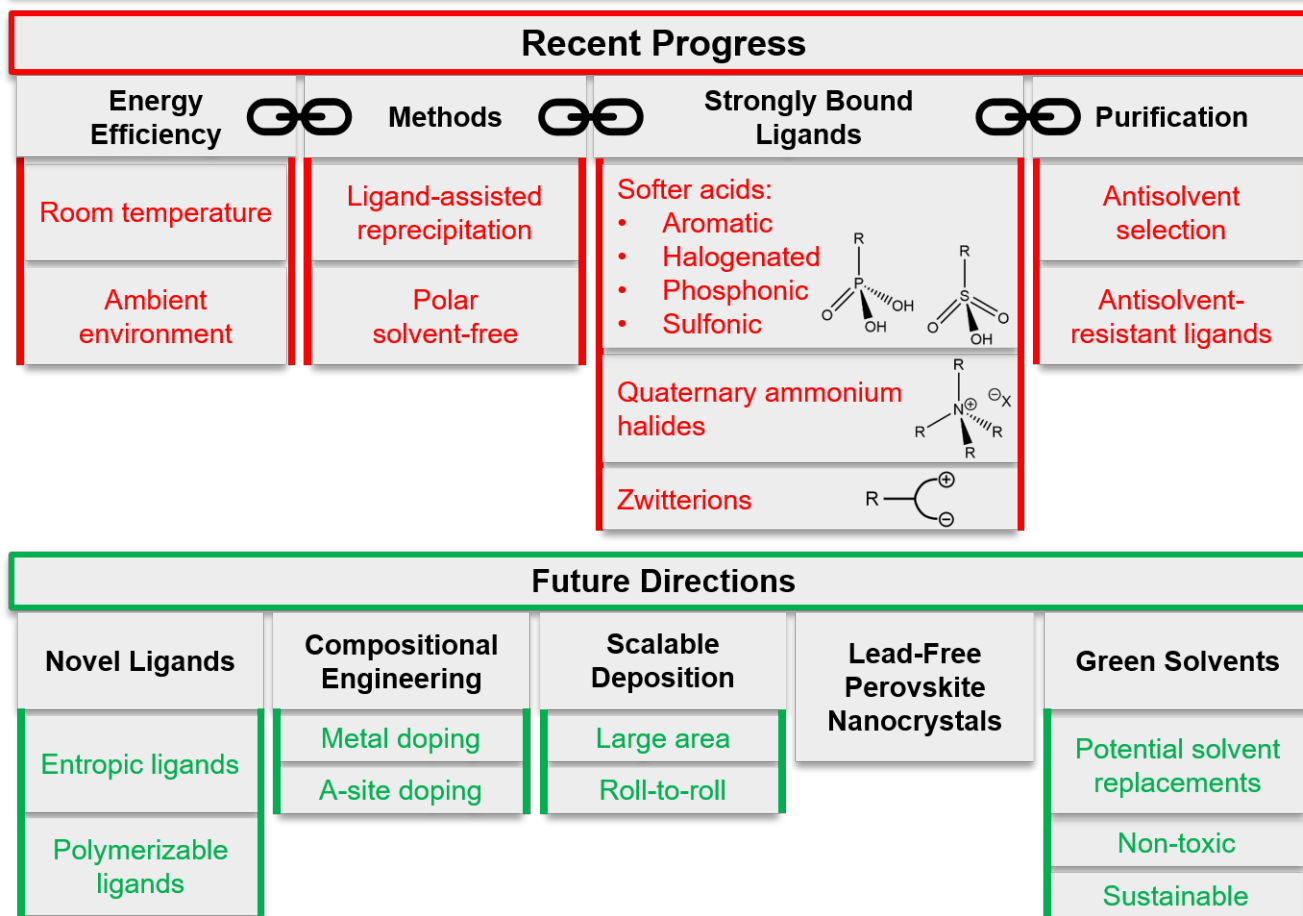 Recent Progress
Energy
Efficiency
Methods
Strongly Bound
Ligands
Purification
Room temperature
Ambient
environment
Ligand-assisted
reprecipitation
Polar
solvent-free
Softer acids:
• Aromatic
• Halogenated
• Phosphonic
• Sulfonic
R
P
O
OH
OH
R
S
O
O
OH
Quaternary ammonium
halides
R
N⊕ ⊖X
R
R
R
Zwitterions
R
⊕
⊖
Antisolvent
selection
Antisolvent-
resistant ligands
Future Directions
Novel Ligands
Entropic ligands
Polymerizable
ligands
Compositional
Engineering
Metal doping
A-site doping
Scalable
Deposition
Large area
Roll-to-roll
Lead-Free
Perovskite
Nanocrystals
Green Solvents
Potential solvent
replacements
Non-toxic
Sustainable